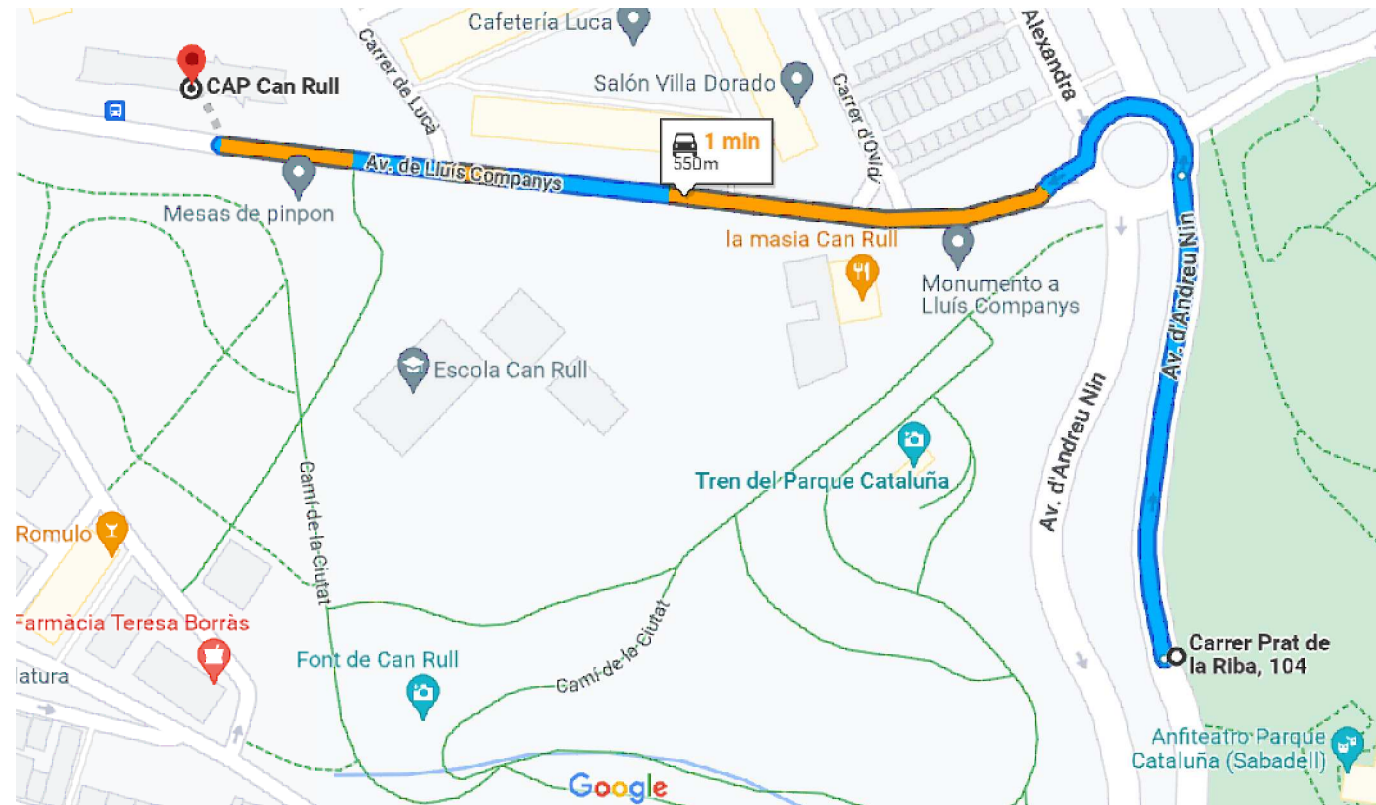 Cafetería Luca
Alexandra
Carrer de Lucà
CAP Can Rull
Salón Villa Dorado
Carrer d'Ovidi
1 min
550m
Av. de Lluís Companys
Mesas de pinpon
la masia Can Rull
Monumento a
Lluís Companys
Av. d'Andreu Nin
Escola Can Rull
Av. d'Andreu Nin
Tren del Parque Cataluña
Camí-de-la-Ciutat
Romulo
Farmàcia Teresa Borràs
Camí-de-la-Ciutat
Font de Can Rull
Carrer Prat de
la Riba, 104
latura
Anfiteatro Parque
Cataluña (Sabadell)
Google